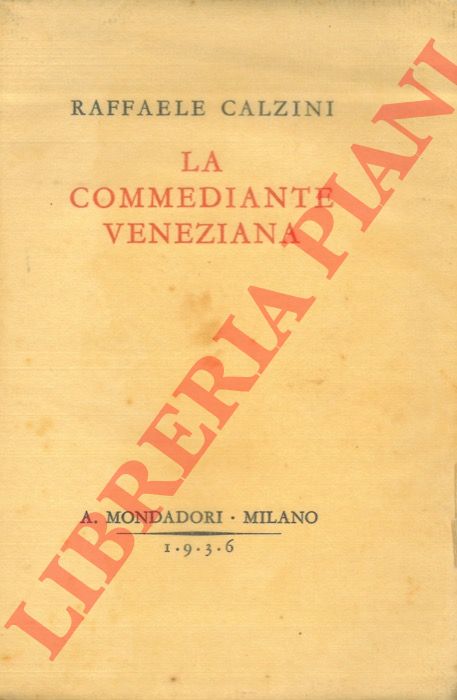 RAFFAELE CALZINI
LA
COMMEDIANTE
VENEZIANA
A. MONDADORI · MILANO
1·9·3·6
LIBRERIA PIANI